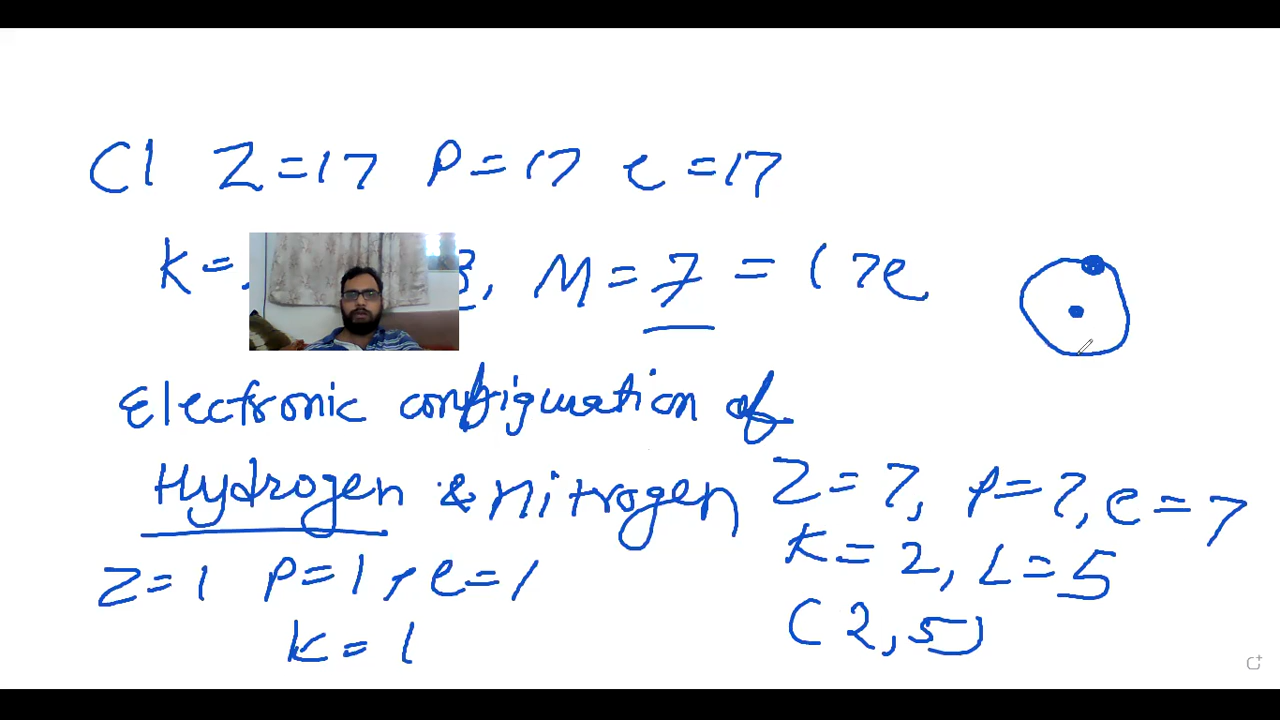 Cl Z=17 P=17 e=17
K= , M=7 = 17e
Electronic configuration of
Hydrogen & nitrogen Z=7, P=7, e=7
K=2, L=5
Z=1 P=1, e=1
(2,5)
K=1